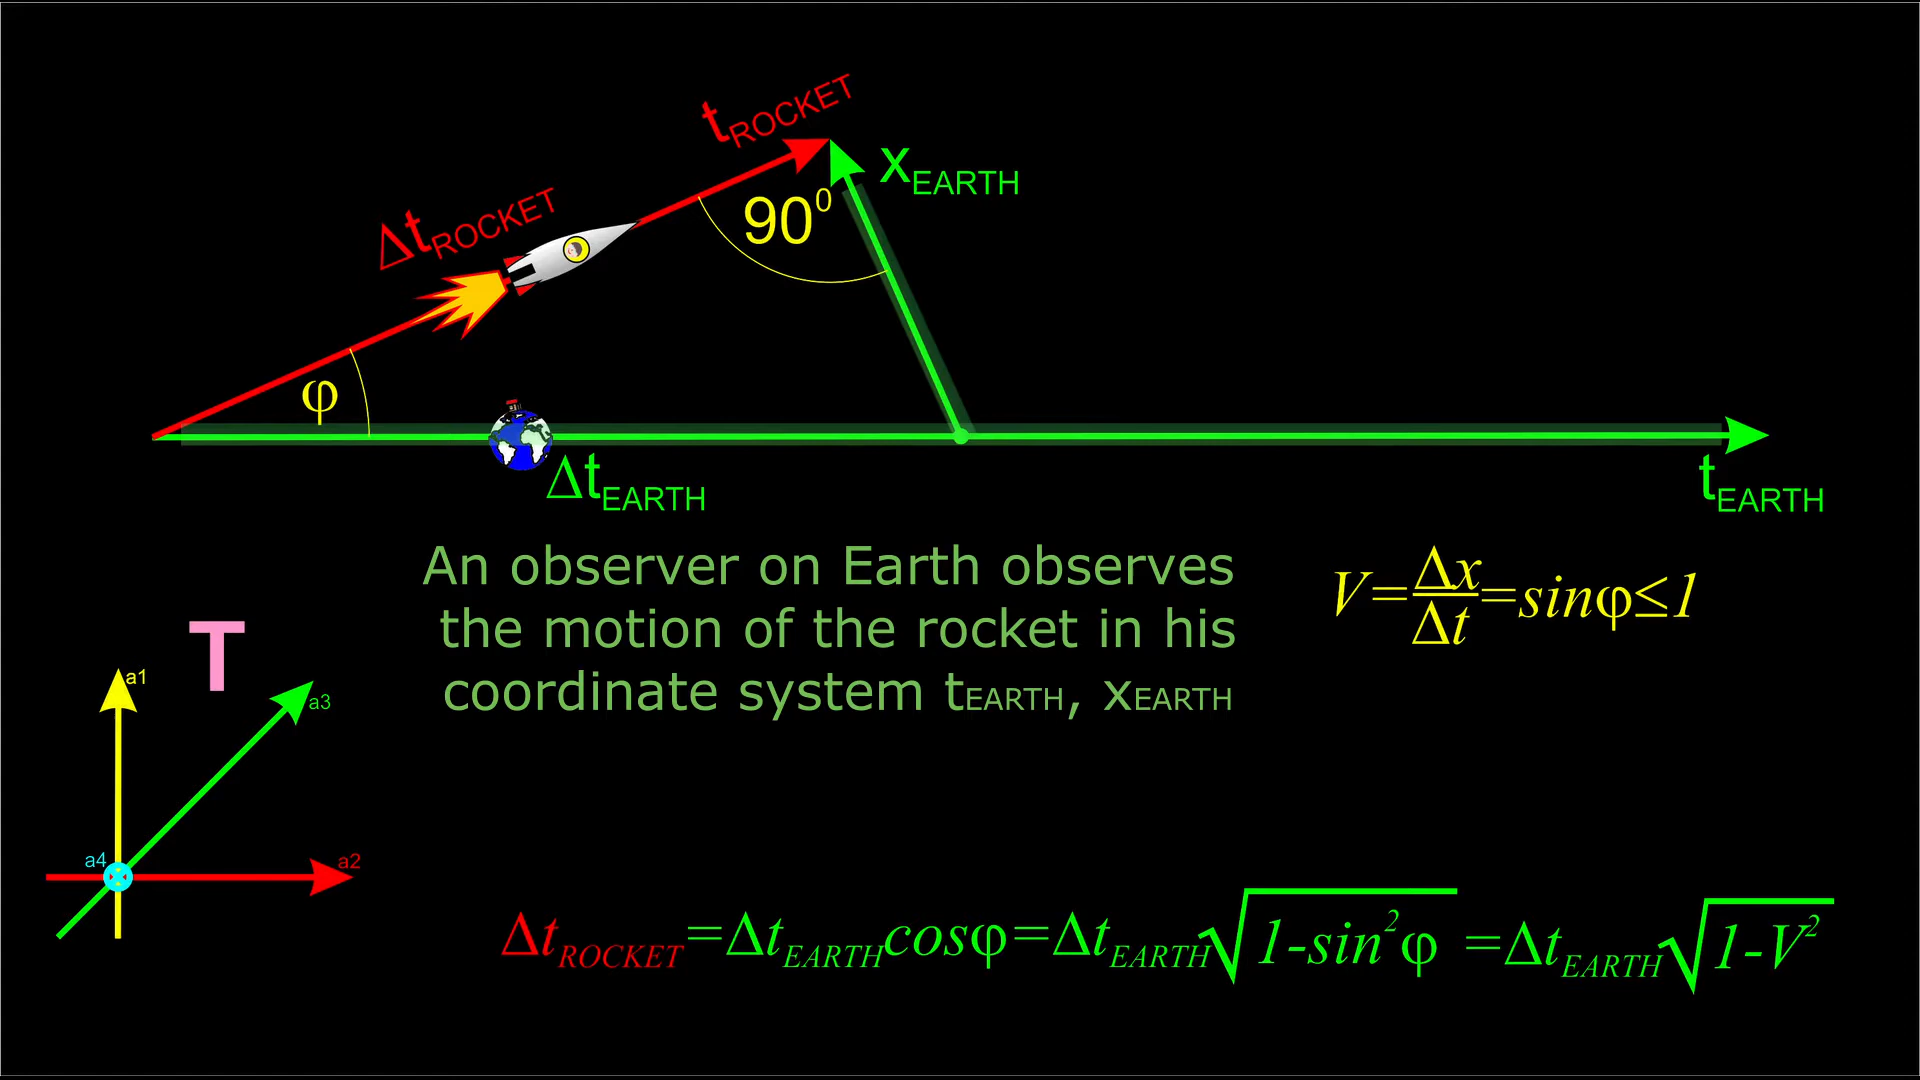 tROCKET
xEARTH
ΔtROCKET
90⁰
φ
ΔtEARTH
tEARTH
An observer on Earth observes
the motion of the rocket in his
coordinate system tEARTH, xEARTH
V=Δx/Δt=sinφ≤1
T
a1
a3
a4
a2
ΔtROCKET=ΔtEARTHcosφ=ΔtEARTH√1-sin²φ =ΔtEARTH√1-V²